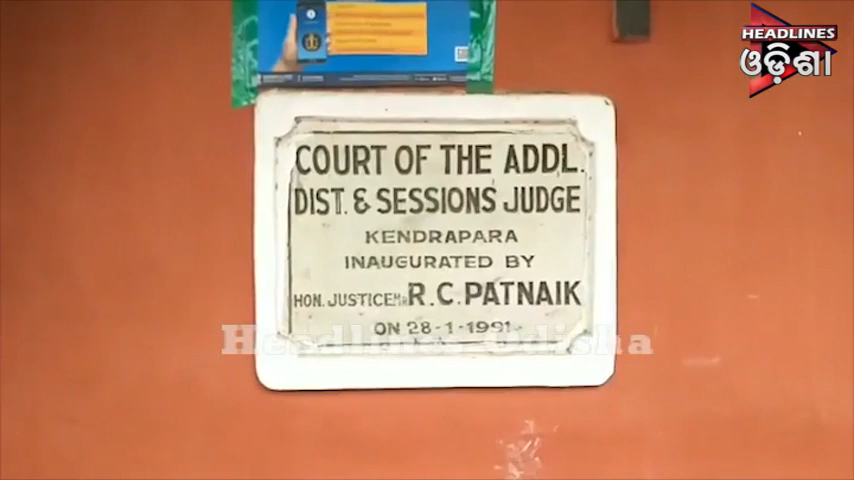 HEADLINES
ଓଡ଼ିଶା
COURT OF THE ADDL.
DIST. & SESSIONS JUDGE
KENDRAPARA
INAUGURATED BY
HON. JUSTICE MR R.C. PATNAIK
ON 28-1-1991
Headlines Odisha